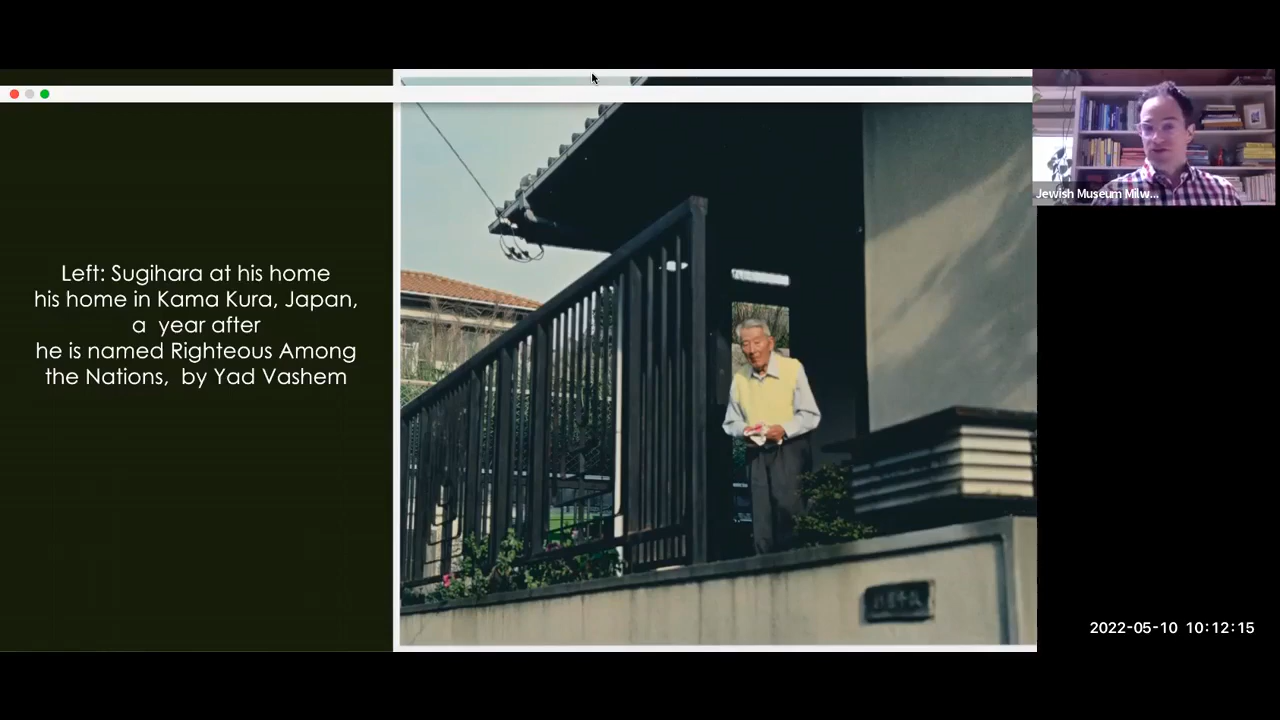 Left: Sugihara at his home
his home in Kama Kura, Japan,
a  year after
he is named Righteous Among
the Nations,  by Yad Vashem
Jewish Museum Milw...
2022-05-10 10:12:15